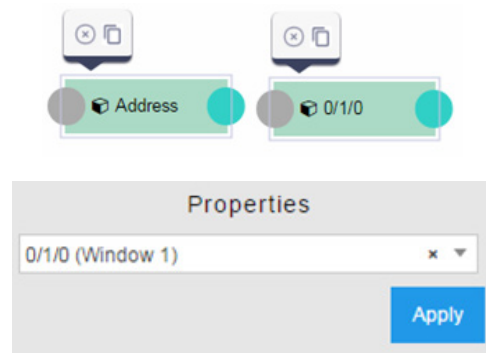 Address
0/1/0
Properties
0/1/0 (Window 1)
Apply